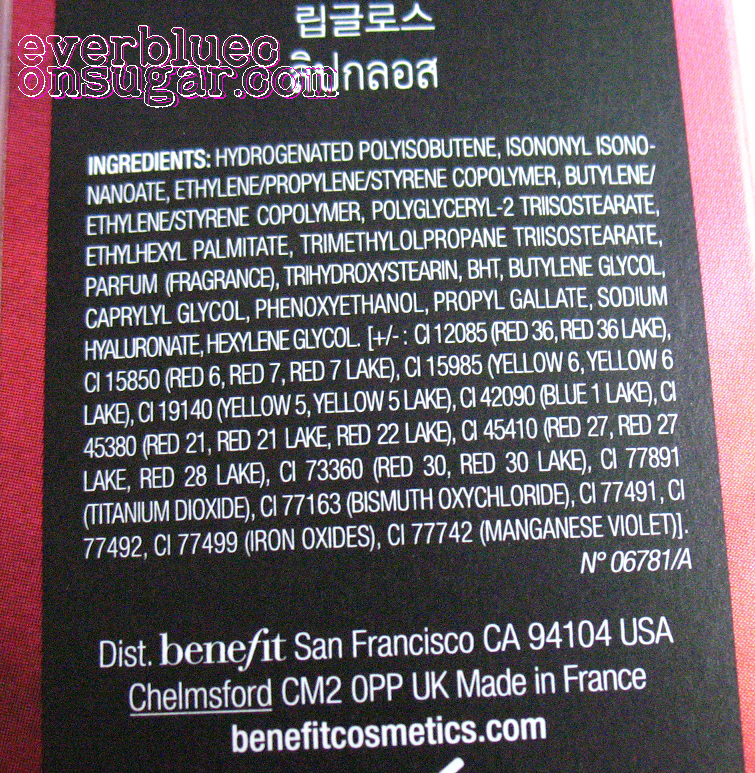 립글로스
everbluec
onsugar.com
ลิปกลอส
INGREDIENTS: HYDROGENATED POLYISOBUTENE, ISONONYL ISONO-
NANOATE, ETHYLENE/PROPYLENE/STYRENE COPOLYMER, BUTYLENE/
ETHYLENE/STYRENE COPOLYMER, POLYGLYCERYL-2 TRIISOSTEARATE,
ETHYLHEXYL PALMITATE, TRIMETHYLOLPROPANE TRIISOSTEARATE,
PARFUM (FRAGRANCE), TRIHYDROXYSTEARIN, BHT, BUTYLENE GLYCOL,
CAPRYLYL GLYCOL, PHENOXYETHANOL, PROPYL GALLATE, SODIUM
HYALURONATE, HEXYLENE GLYCOL. [+/- : CI 12085 (RED 36, RED 36 LAKE),
CI 15850 (RED 6, RED 7, RED 7 LAKE), CI 15985 (YELLOW 6, YELLOW 6
LAKE), CI 19140 (YELLOW 5, YELLOW 5 LAKE), CI 42090 (BLUE 1 LAKE), CI
45380 (RED 21, RED 21 LAKE, RED 22 LAKE), CI 45410 (RED 27, RED 27
LAKE, RED 28 LAKE), CI 73360 (RED 30, RED 30 LAKE), CI 77891
(TITANIUM DIOXIDE), CI 77163 (BISMUTH OXYCHLORIDE), CI 77491, CI
77492, CI 77499 (IRON OXIDES), CI 77742 (MANGANESE VIOLET)].
N° 06781/A
Dist. benefit San Francisco CA 94104 USA
Chelmsford CM2 0PP UK Made in France
benefitcosmetics.com